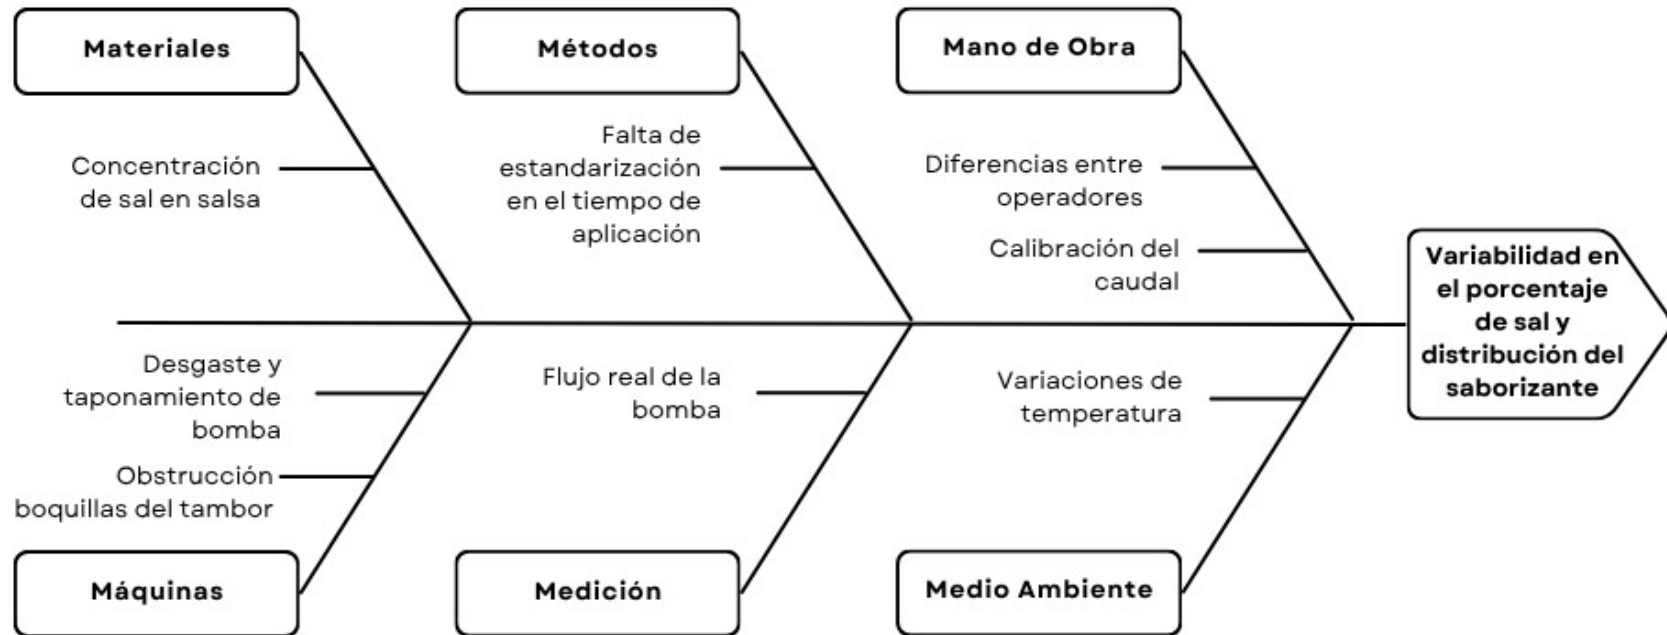 Materiales
Métodos
Mano de Obra
Concentración
de sal en salsa
Falta de
estandarización
en el tiempo de
aplicación
Diferencias entre
operadores
Calibración del
caudal
Variabilidad en
el porcentaje
de sal y
distribución del
saborizante
Desgaste y
taponamiento de
bomba
Obstrucción
boquillas del tambor
Flujo real de la
bomba
Variaciones de
temperatura
Máquinas
Medición
Medio Ambiente